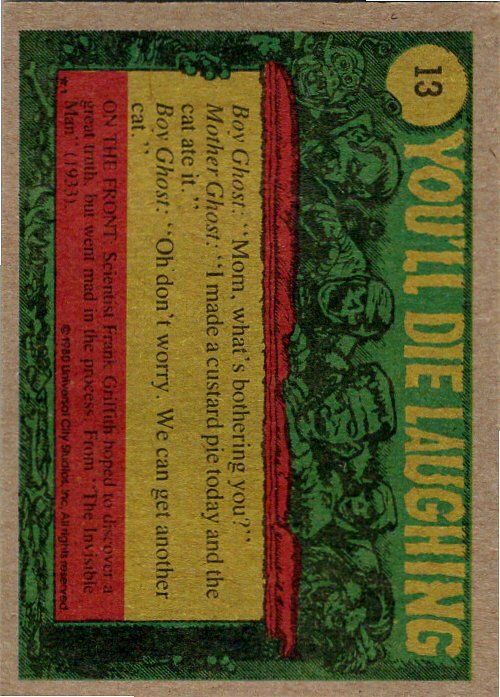 13
YOU'LL DIE LAUGHING
Boy Ghost: "Mom, what's bothering you?"
Mother Ghost: "I made a custard pie today and the
cat ate it."
Boy Ghost: "Oh don't worry. We can get another
cat."
ON THE FRONT: Scientist Frank Griffith hoped to discover a
great truth, but went mad in the process. From "The Invisible
Man" (1933).
*1 © 1980 Universal City Studios, Inc. All rights reserved.